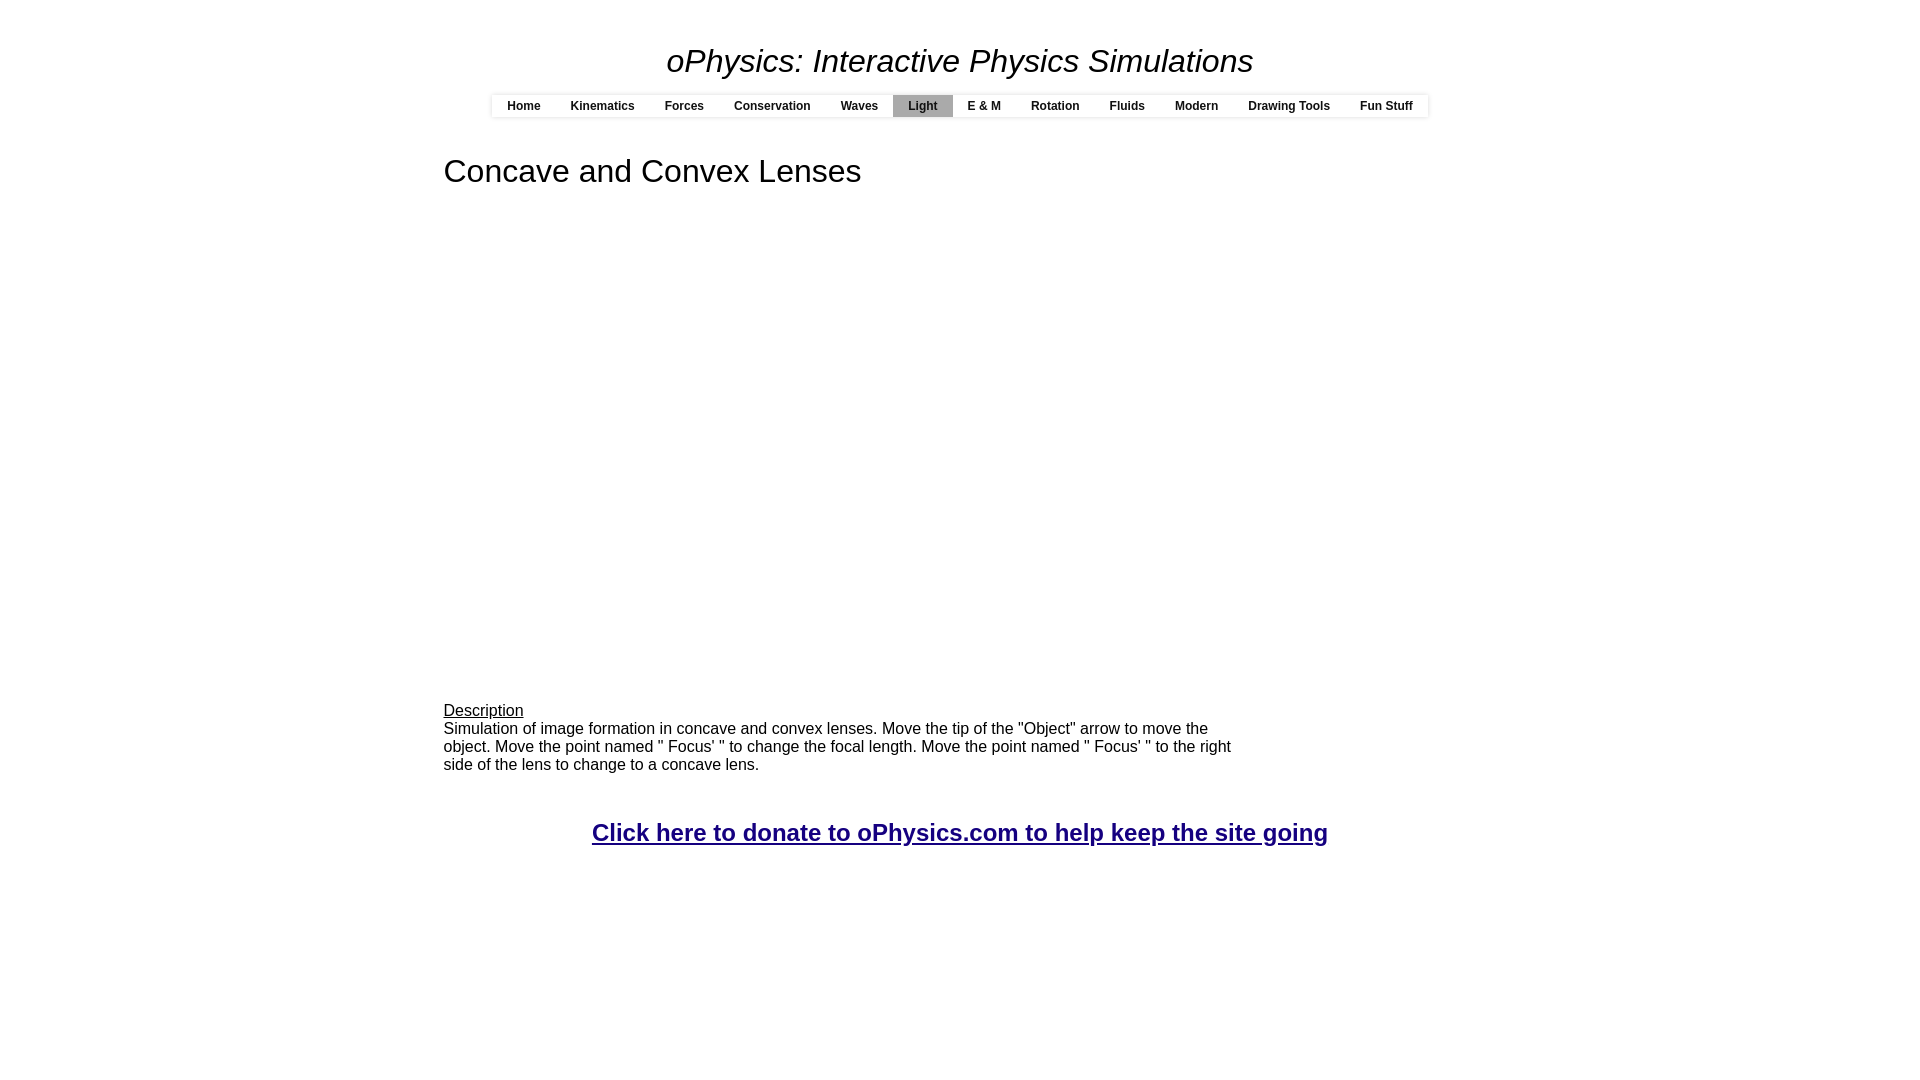 oPhysics: Interactive Physics Simulations
Home Kinematics Forces Conservation Waves Light E & M Rotation Fluids Modern Drawing Tools Fun Stuff
Concave and Convex Lenses
Description
Simulation of image formation in concave and convex lenses. Move the tip of the "Object" arrow to move the
object. Move the point named " Focus' " to change the focal length. Move the point named " Focus' " to the right
side of the lens to change to a concave lens.
Click here to donate to oPhysics.com to help keep the site going